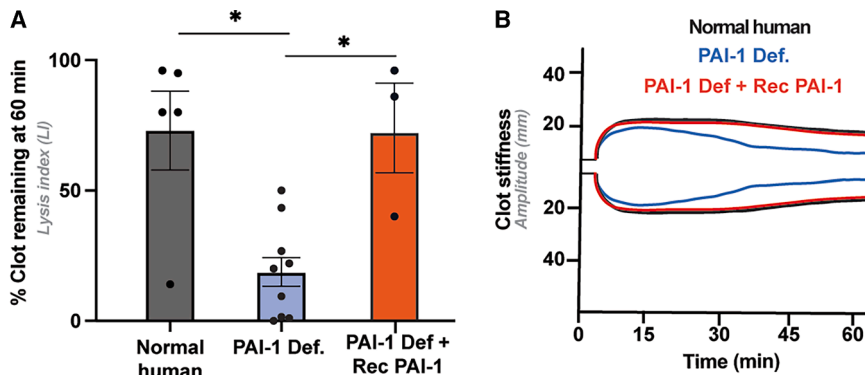 A
% Clot remaining at 60 min
Lysis index (LI)
100
50
0
*
*
Normal
human
PAI-1 Def.
PAI-1 Def +
Rec PAI-1
B
Normal human
PAI-1 Def.
PAI-1 Def + Rec PAI-1
Clot stiffness
Amplitude (mm)
40
20
20
40
0
15
30
45
60
Time (min)